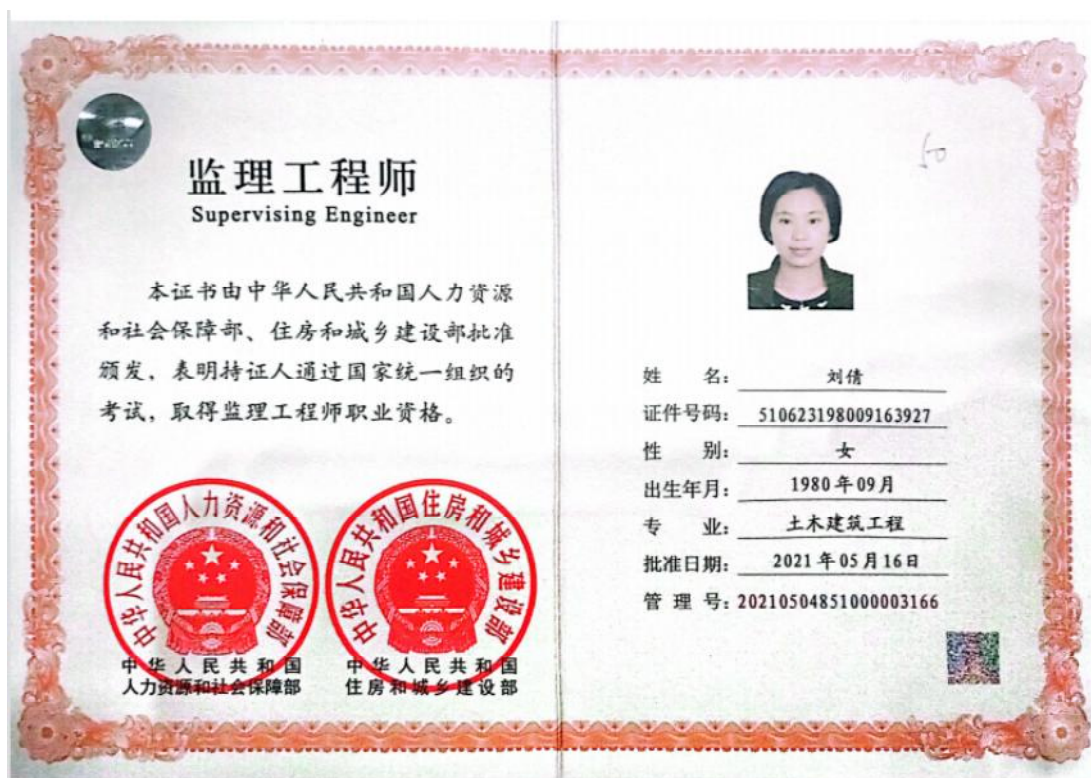 监理工程师
Supervising Engineer
本证书由中华人民共和国人力资源
和社会保障部、住房和城乡建设部批准
颁发，表明持证人通过国家统一组织的
考试，取得监理工程师职业资格。
中华人民共和国人力资源和社会保障部
中华人民共和国住房和城乡建设部
中华人民共和国
人力资源和社会保障部
中华人民共和国
住房和城乡建设部
姓 名： 刘倩
证件号码： 510623198009163927
性 别： 女
出生年月： 1980年09月
专 业： 土木建筑工程
批准日期： 2021年05月16日
管 理 号： 20210504851000003166